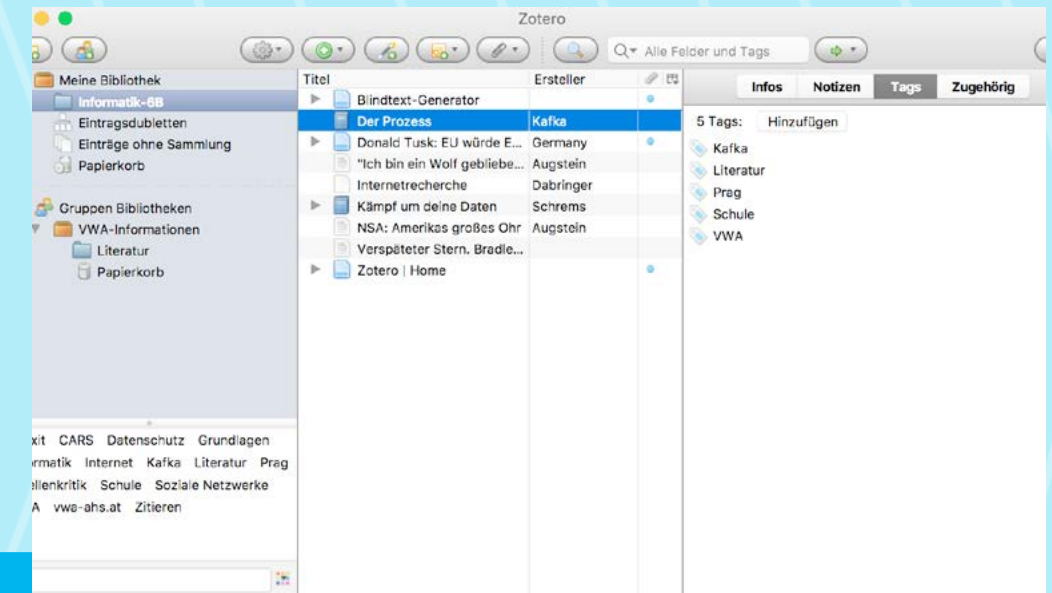 Zotero
Alle Felder und Tags
Meine Bibliothek
Informatik-6B
Eintragsdubletten
Einträge ohne Sammlung
Papierkorb
Gruppen Bibliotheken
VWA-Informationen
Literatur
Papierkorb
xit CARS Datenschutz Grundlagen
ormatik Internet Kafka Literatur Prag
ellenkritik Schule Soziale Netzwerke
A vwa-ahs.at Zitieren
Titel Ersteller
Blindtext-Generator
Der Prozess Kafka
Donald Tusk: EU würde E... Germany
"Ich bin ein Wolf gebliebe... Augstein
Internetrecherche Dabringer
Kämpf um deine Daten Schrems
NSA: Amerikas großes Ohr Augstein
Verspäteter Stern. Bradle...
Zotero | Home
Infos Notizen Tags Zugehörig
5 Tags: Hinzufügen
Kafka
Literatur
Prag
Schule
VWA